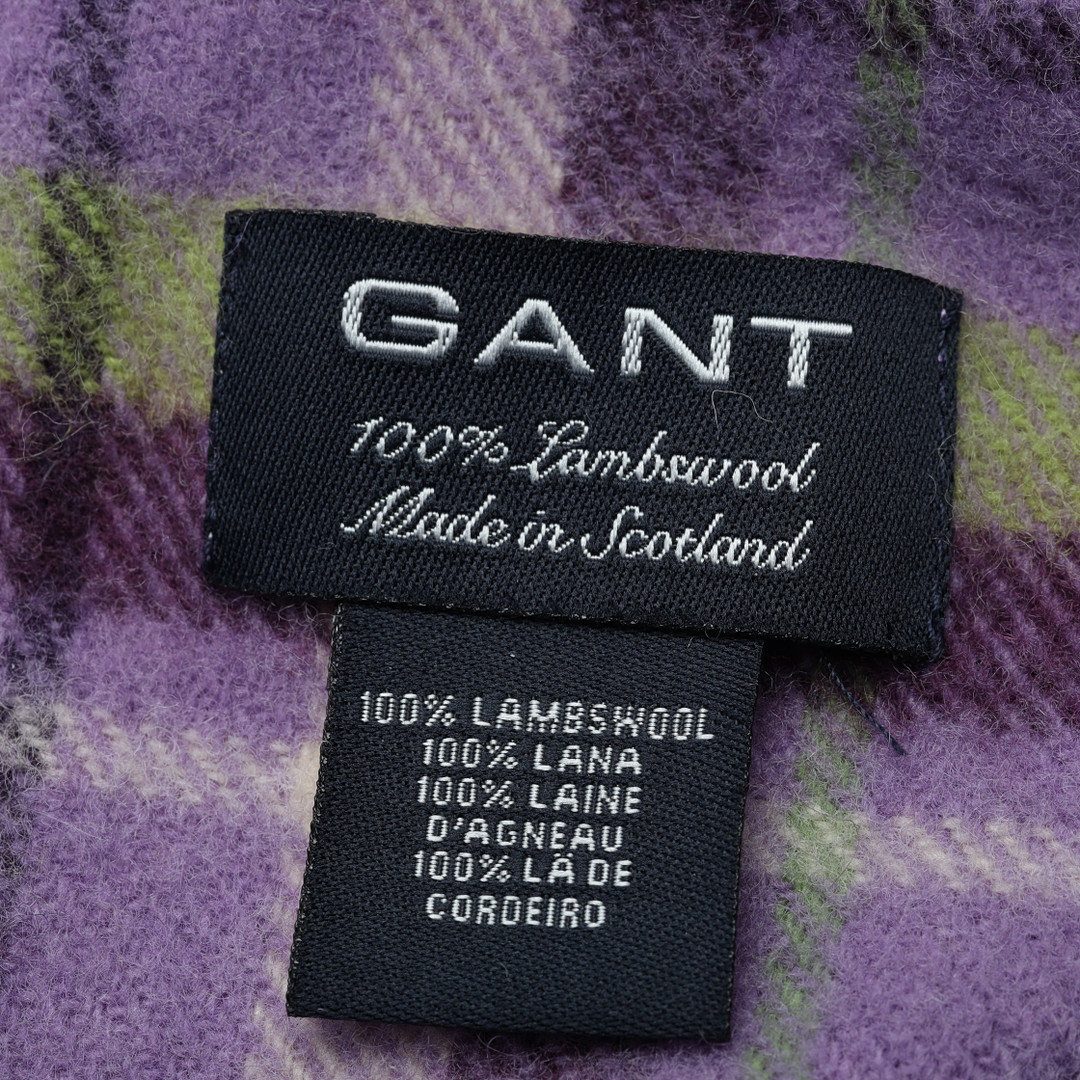 GANT
100% Lambswool
Made in Scotland
100% LAMBSWOOL
100% LANA
100% LAINE
D'AGNEAU
100% LÃ DE
CORDEIRO